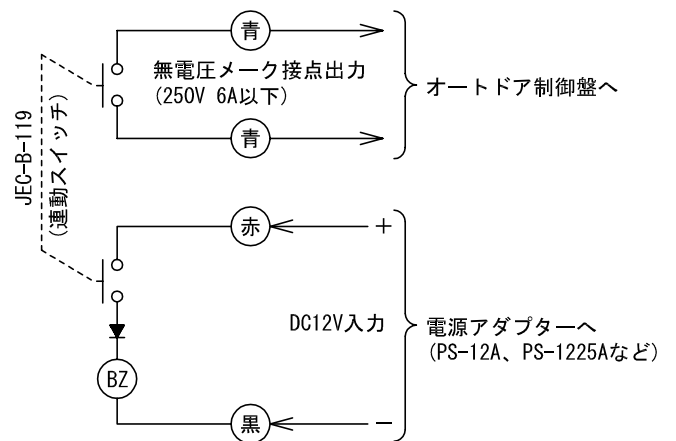 青
無電圧メーク接点出力
(250V 6A以下)
青
オートドア制御盤へ
JEC-B-119
(連動スイッチ)
赤
+
DC12V入力
電源アダプターへ
(PS-12A、PS-1225Aなど)
BZ
黒
−